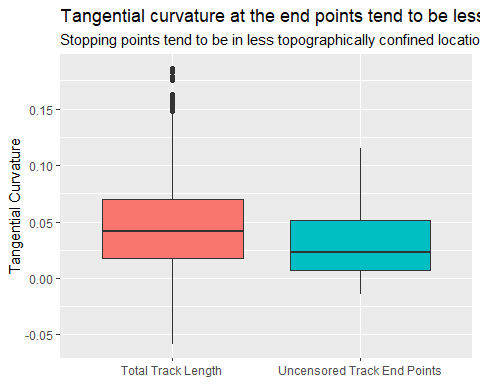 Tangential curvature at the end points tend to be less
Stopping points tend to be in less topographically confined locatio
Tangential Curvature
0.15
0.10
0.05
0.00
-0.05
Total Track Length
Uncensored Track End Points